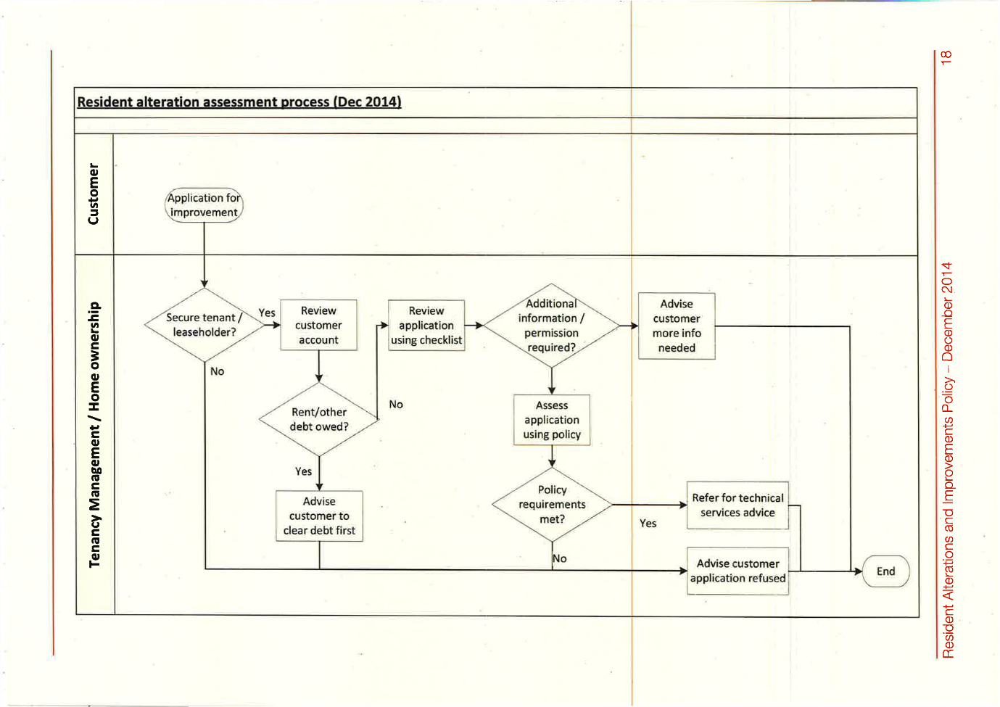 18
Resident Alterations and Improvements Policy – December 2014
Resident alteration assessment process (Dec 2014)
Customer
Application for
improvement
Tenancy Management / Home ownership
Secure tenant /
leaseholder?
Yes
No
Review
customer
account
Rent/other
debt owed?
No
Yes
Advise
customer to
clear debt first
Review
application
using checklist
Additional
information /
permission
required?
Advise
customer
more info
needed
Assess
application
using policy
Policy
requirements
met?
Yes
No
Refer for technical
services advice
Advise customer
application refused
End